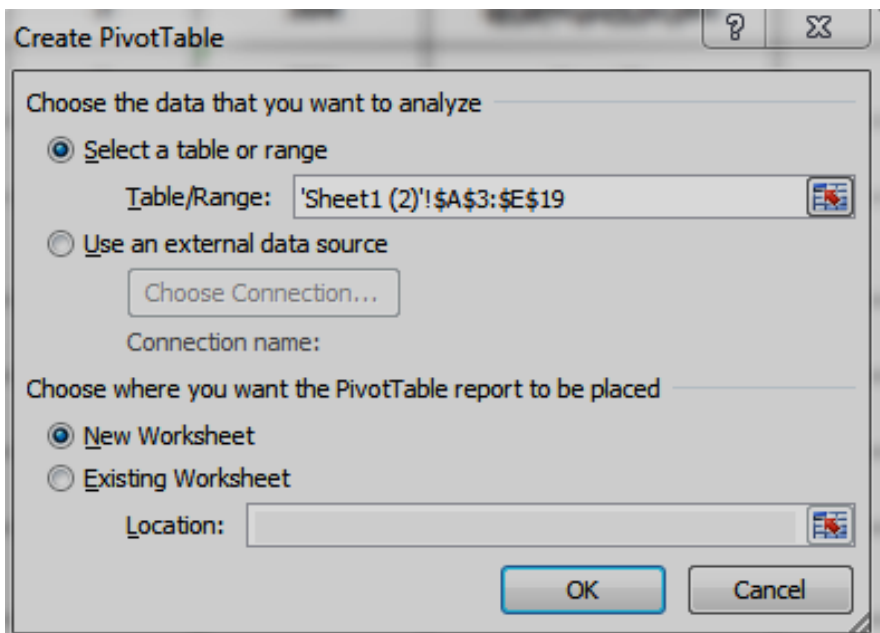 Create PivotTable
?
Choose the data that you want to analyze
Select a table or range
Table/Range: 'Sheet1 (2)'!$A$3:$E$19
Use an external data source
Choose Connection...
Connection name:
Choose where you want the PivotTable report to be placed
New Worksheet
Existing Worksheet
Location:
OK Cancel